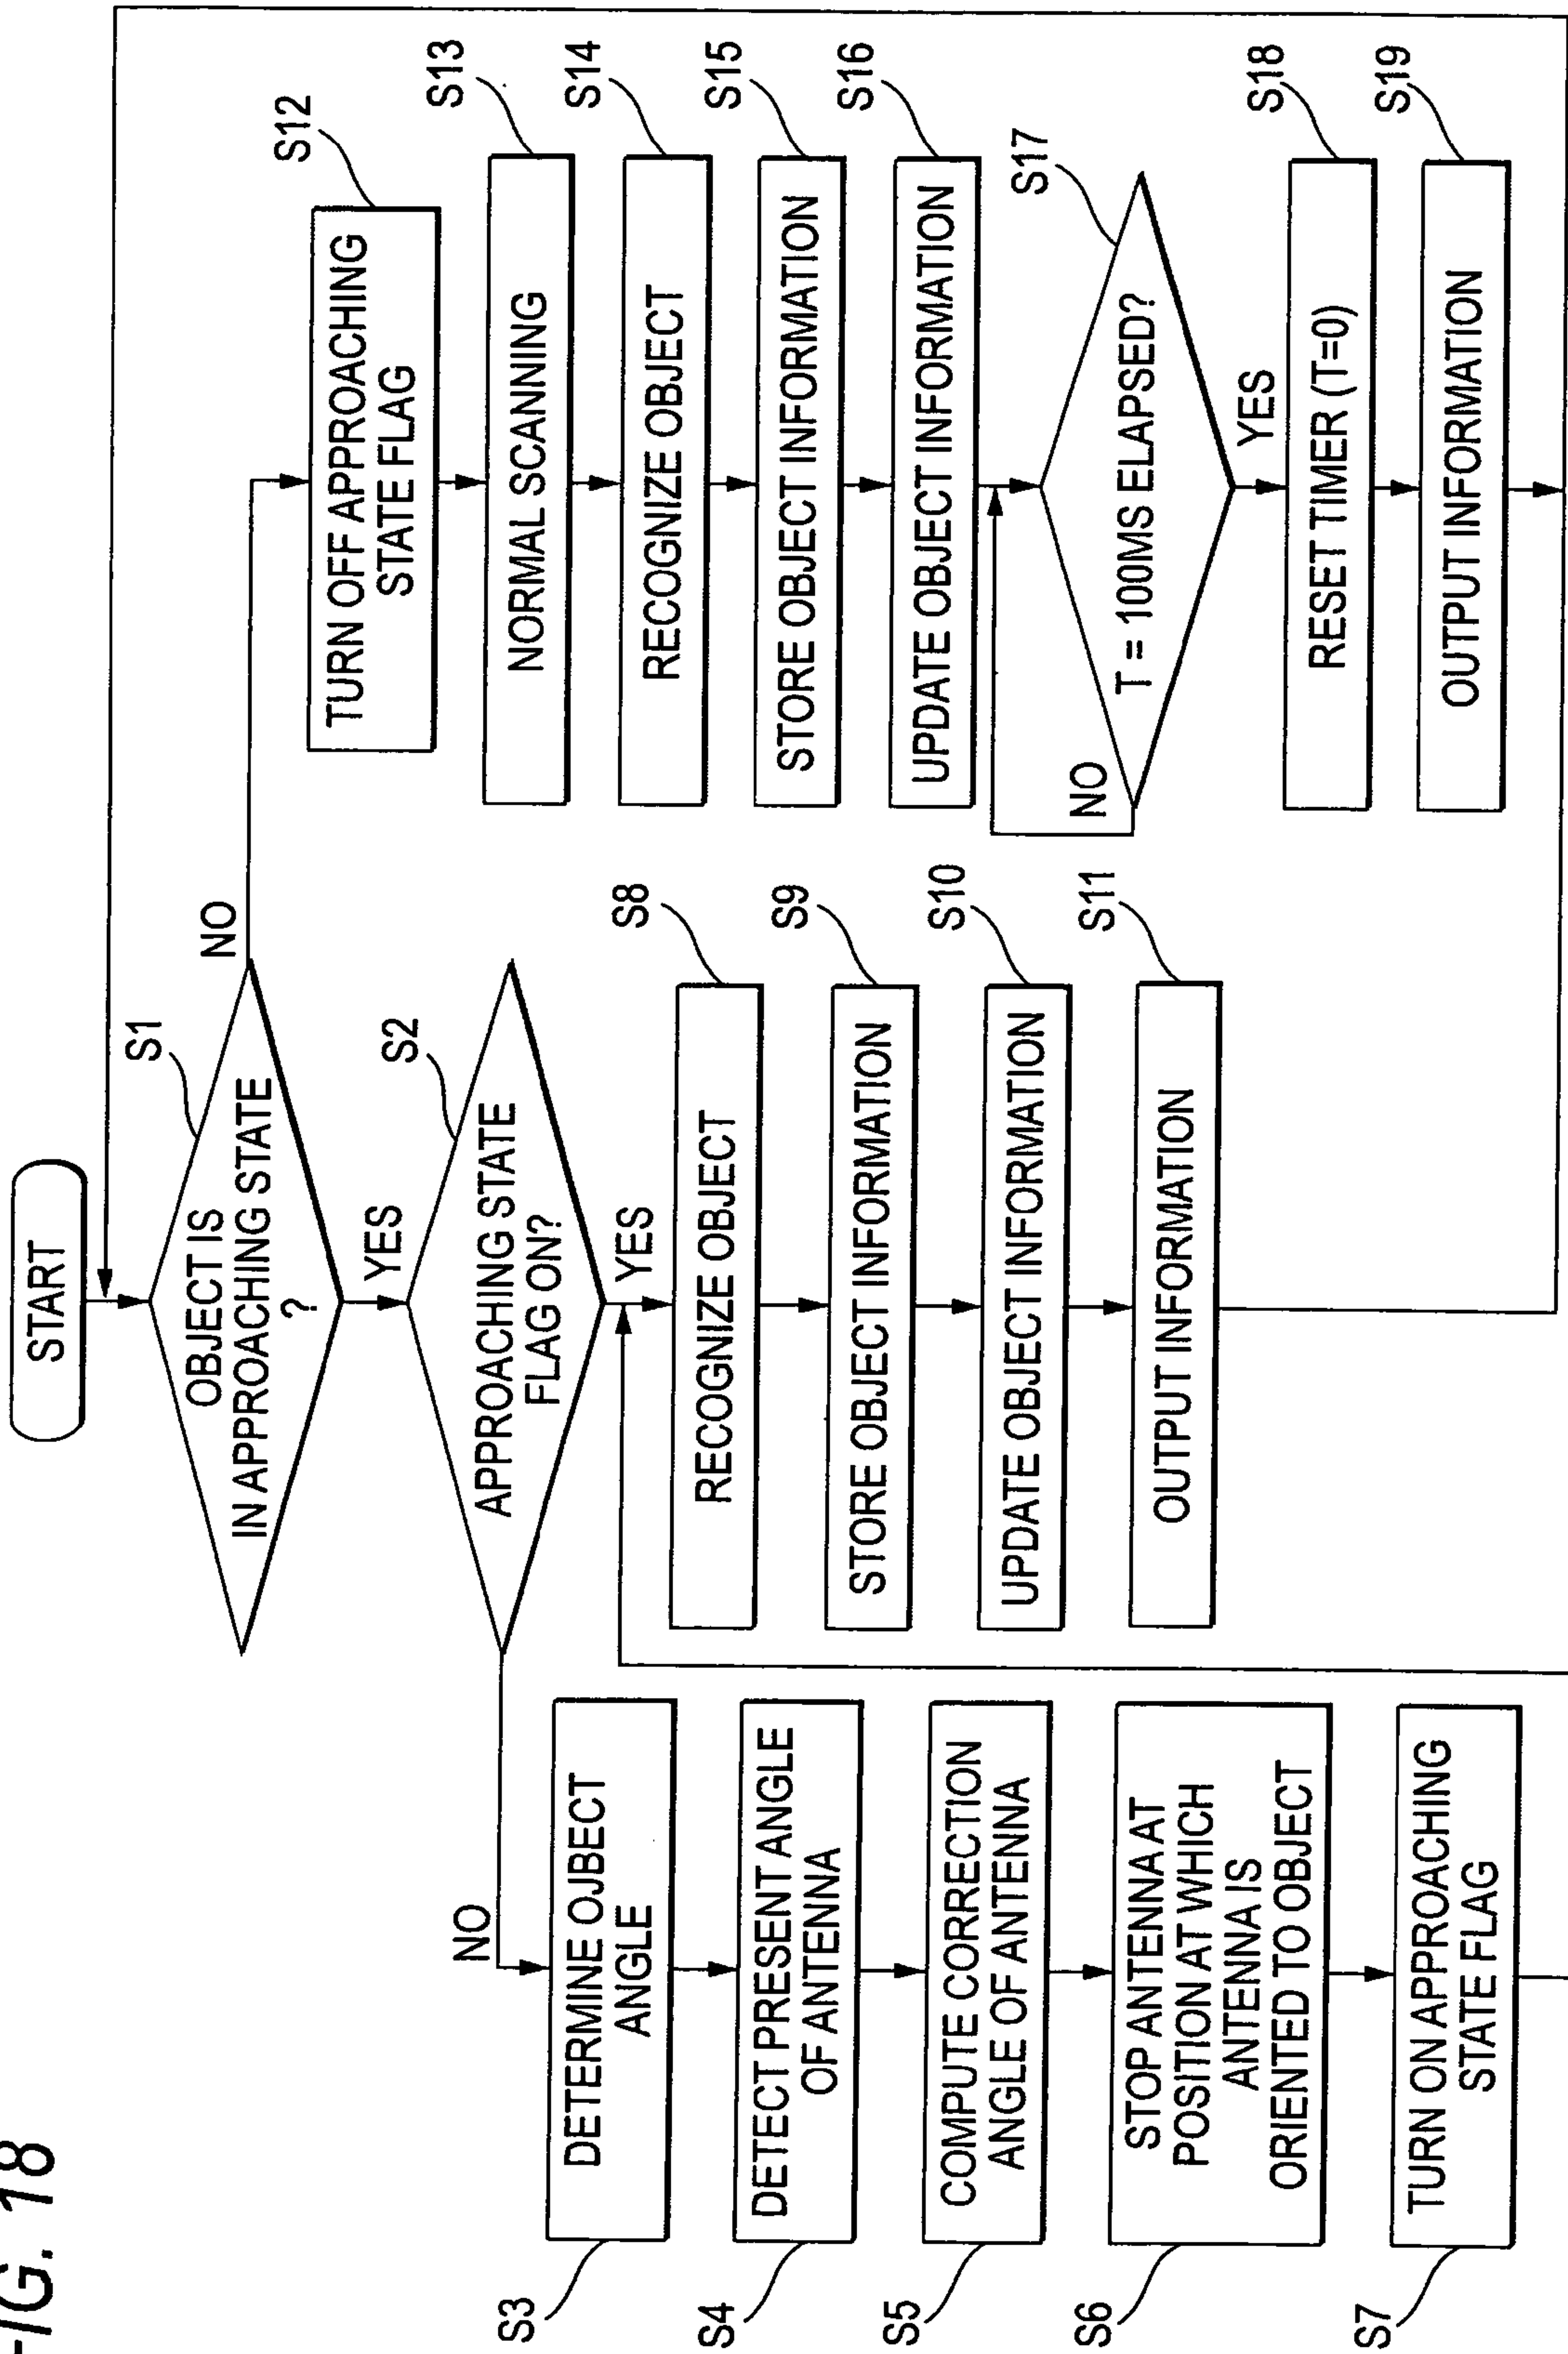 FIG. 18
START
S1
OBJECT IS
IN APPROACHING STATE
?
NO
YES
S2
APPROACHING STATE
FLAG ON?
NO
YES
S3
DETERMINE OJBECT
ANGLE
S4
DETECT PRESENT ANGLE
OF ANTENNA
S5
COMPUTE CORRECTION
ANGLE OF ANTENNA
S6
STOP ANTENNA AT
POSITION AT WHICH
ANTENNA IS
ORIENTED TO OBJECT
S7
TURN ON APPROACHING
STATE FLAG
S8
RECOGNIZE OBJECT
S9
STORE OBJECT INFORMATION
S10
UPDATE OBJECT INFORMATION
S11
OUTPUT INFORMATION
S12
TURN OFF APPROACHING
STATE FLAG
S13
NORMAL SCANNING
S14
RECOGNIZE OBJECT
S15
STORE OBJECT INFORMATION
S16
UPDATE OBJECT INFORMATION
S17
T = 100MS ELAPSED?
NO
YES
S18
RESET TIMER (T=0)
S19
OUTPUT INFORMATION